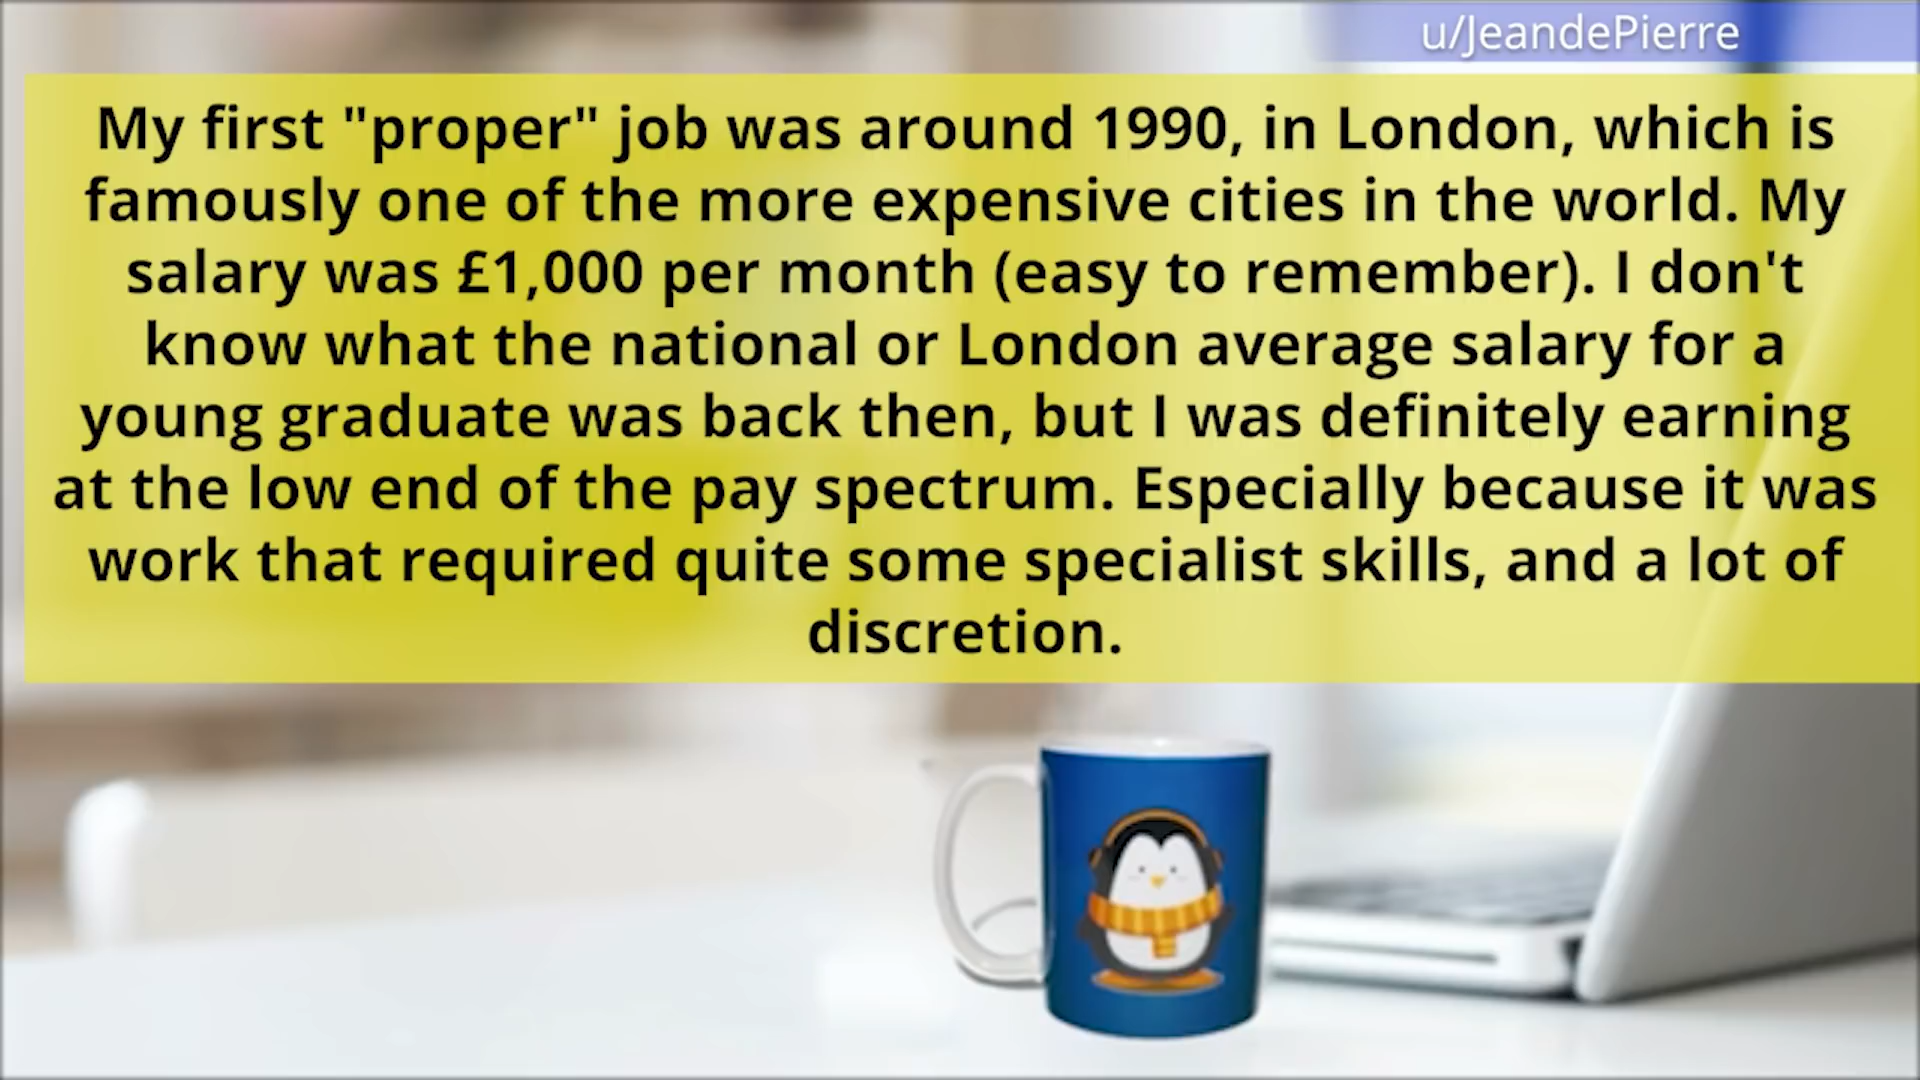 u/JeandePierre
My first "proper" job was around 1990, in London, which is
famously one of the more expensive cities in the world. My
salary was £1,000 per month (easy to remember). I don't
know what the national or London average salary for a
young graduate was back then, but I was definitely earning
at the low end of the pay spectrum. Especially because it was
work that required quite some specialist skills, and a lot of
discretion.